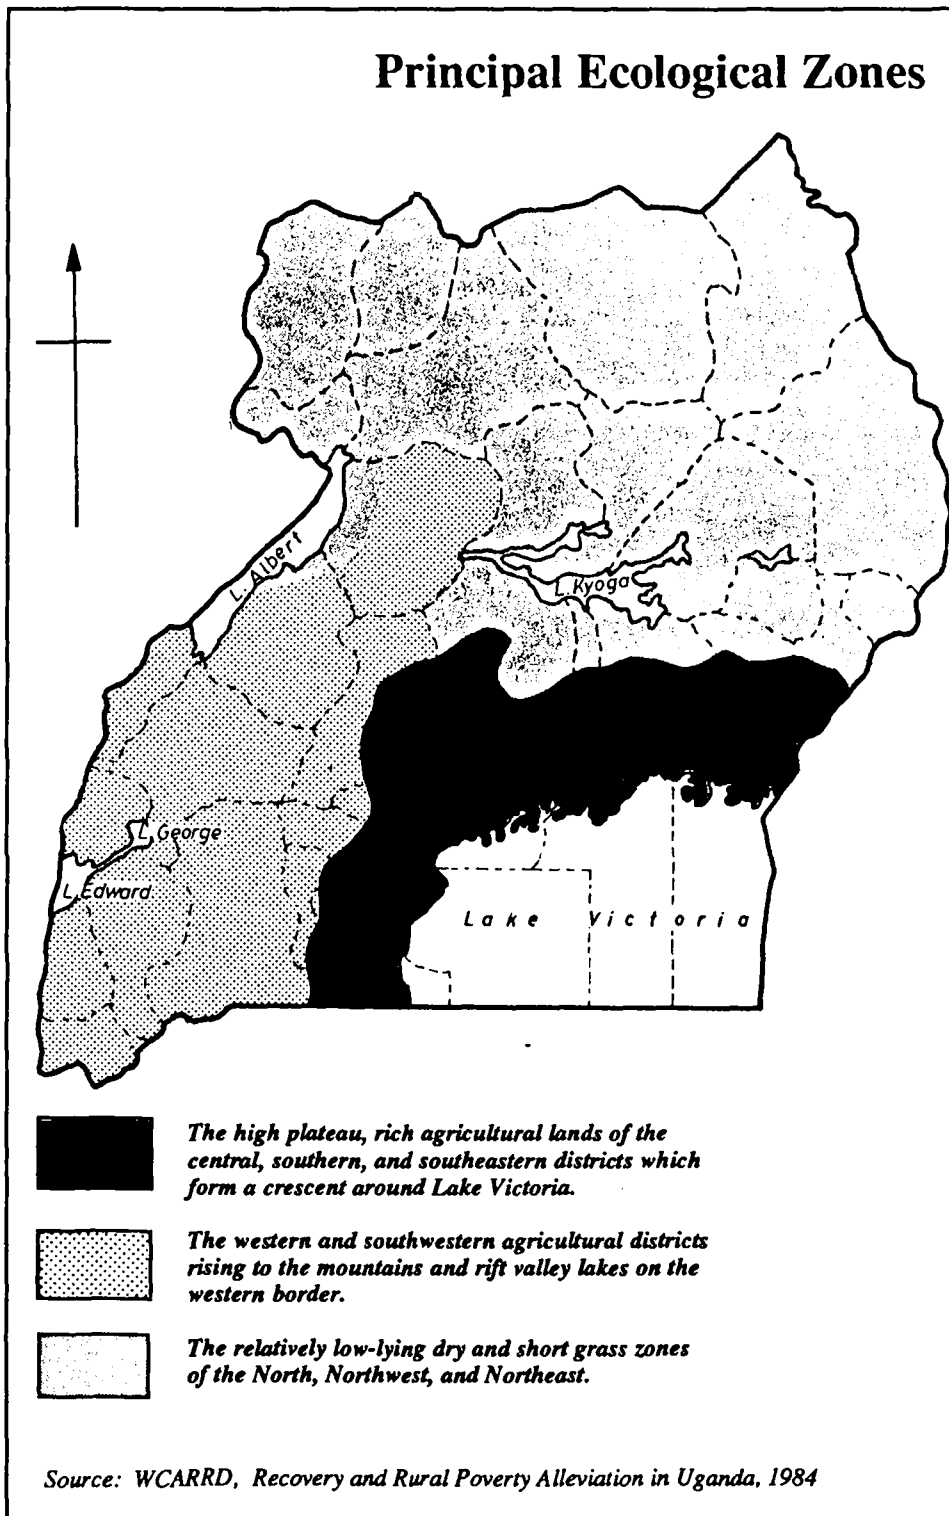 Principal Ecological Zones
L. Albert
L. Kyoga
L. George
L. Edward
Lake Victoria
The high plateau, rich agricultural lands of the
central, southern, and southeastern districts which
form a crescent around Lake Victoria.
The western and southwestern agricultural districts
rising to the mountains and rift valley lakes on the
western border.
The relatively low-lying dry and short grass zones
of the North, Northwest, and Northeast.
Source: WCARRD, Recovery and Rural Poverty Alleviation in Uganda, 1984